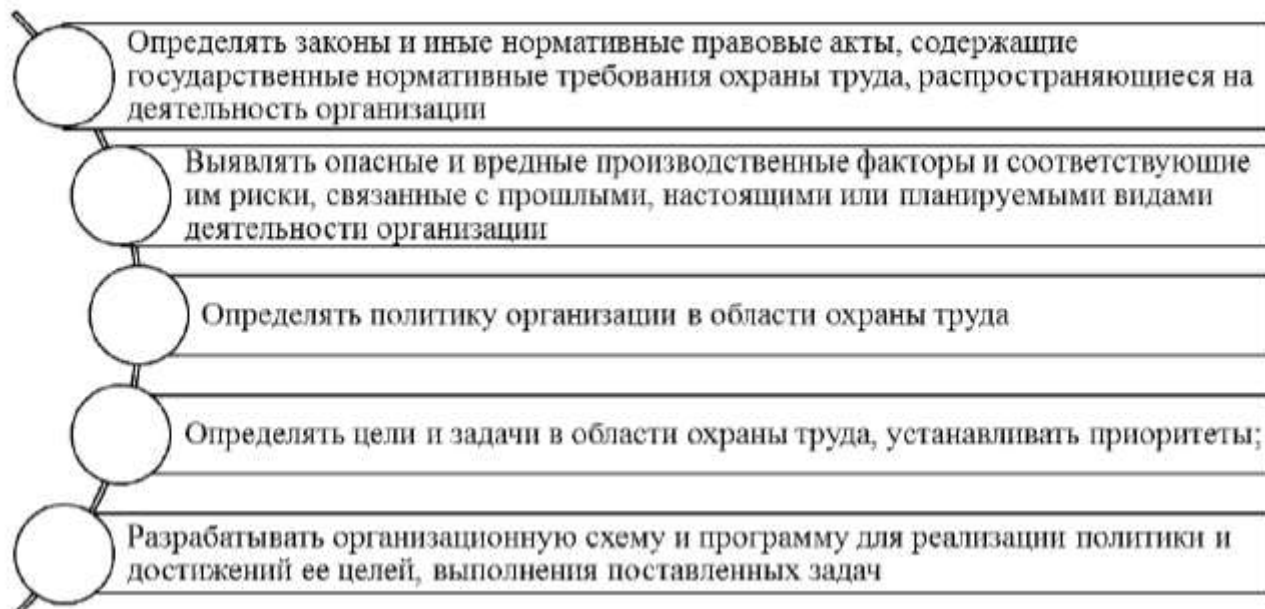 Определять законы и иные нормативные правовые акты, содержащие
государственные нормативные требования охраны труда, распространяющиеся на
деятельность организации
Выявлять опасные и вредные производственные факторы и соответствующие
им риски, связанные с прошлыми, настоящими или планируемыми видами
деятельности организации
Определять политику организации в области охраны труда
Определять цели и задачи в области охраны труда, устанавливать приоритеты;
Разрабатывать организационную схему и программу для реализации политики и
достижений ее целей, выполнения поставленных задач